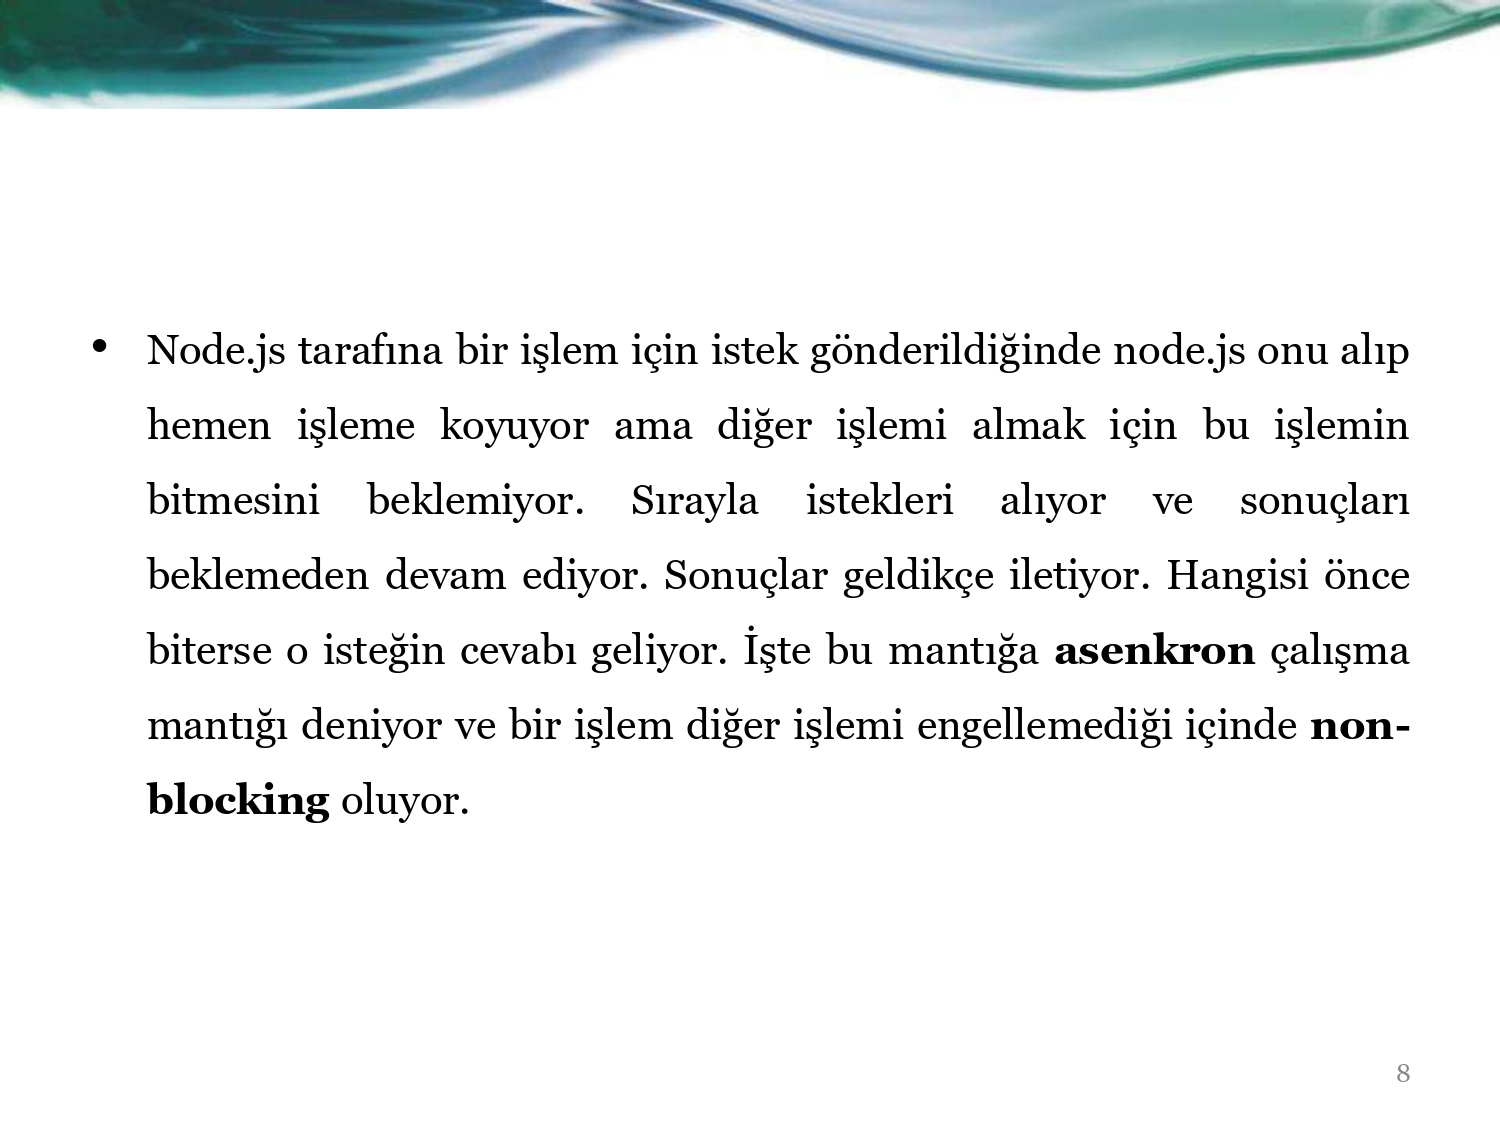 • Node.js tarafına bir işlem için istek gönderildiğinde node.js onu alıp
hemen işleme koyuyor ama diğer işlemi almak için bu işlemin
bitmesini beklemiyor. Sırayla istekleri alıyor ve sonuçları
beklemeden devam ediyor. Sonuçlar geldikçe iletiyor. Hangisi önce
biterse o isteğin cevabı geliyor. İşte bu mantığa asenkron çalışma
mantığı deniyor ve bir işlem diğer işlemi engellemediği içinde non-
blocking oluyor.
8